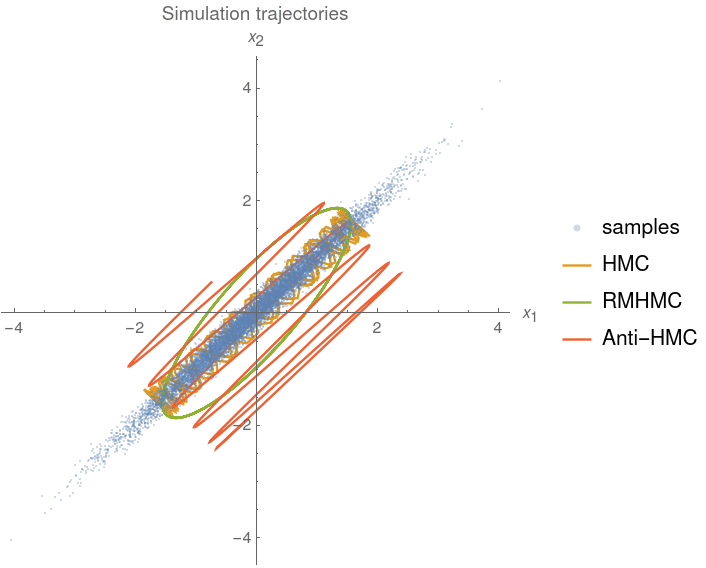 Simulation trajectories
x2
4
2
−4
−2
2
4
x1
−2
−4
samples
HMC
RMHMC
Anti−HMC